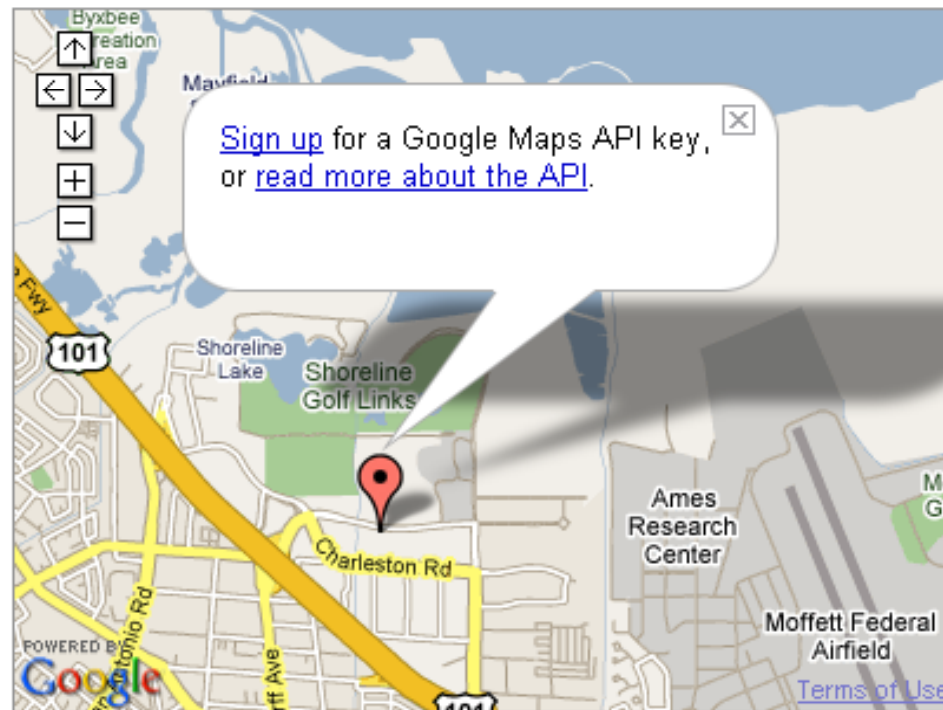 Byxbee
Area
Mayfield
Sign up for a Google Maps API key,
or read more about the API.
Fwy
101
Shoreline
Lake
Shoreline
Golf Links
Ames
Research
Center
Charleston Rd
Moffett Federal
Airfield
POWERED BY
Google
Terms of Use
101